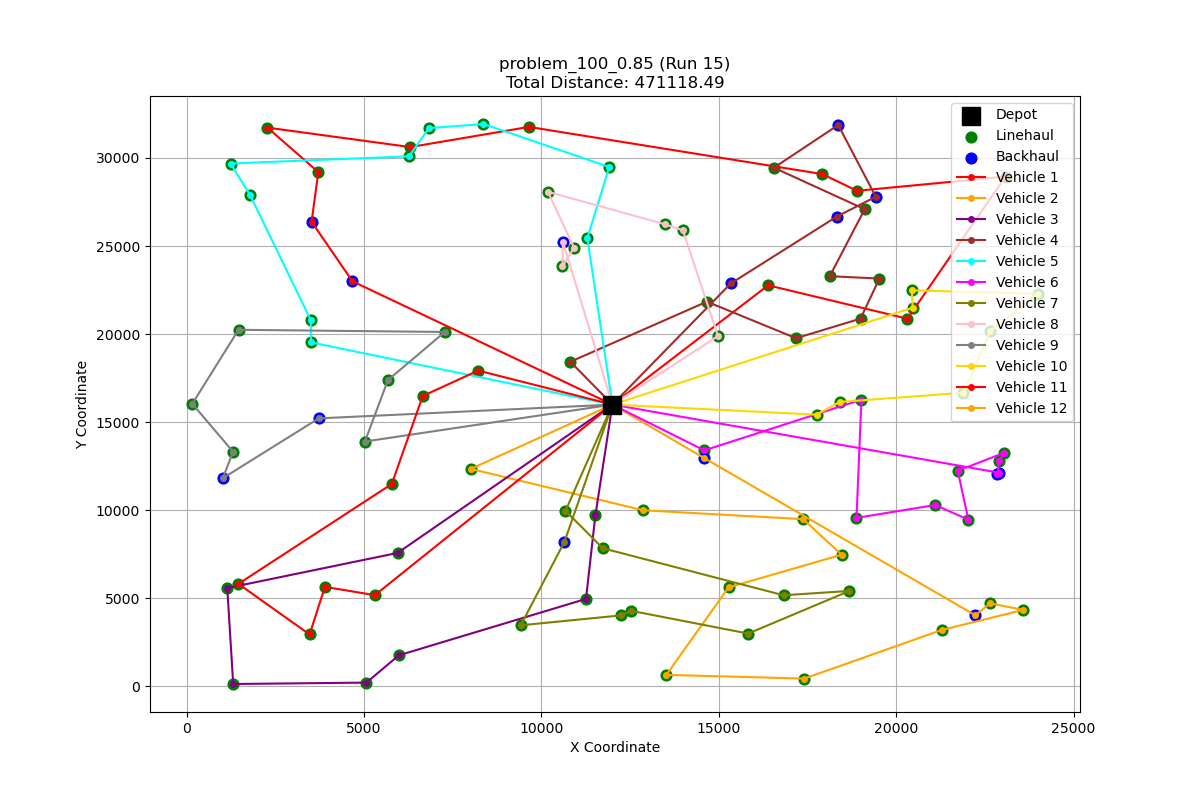 problem_100_0.85 (Run 15)
Total Distance: 471118.49
Depot
Linehaul
Backhaul
Vehicle 1
Vehicle 2
Vehicle 3
Vehicle 4
Vehicle 5
Vehicle 6
Vehicle 7
Vehicle 8
Vehicle 9
Vehicle 10
Vehicle 11
Vehicle 12
30000
25000
20000
15000
10000
5000
0
Y Coordinate
0
5000
10000
15000
20000
25000
X Coordinate